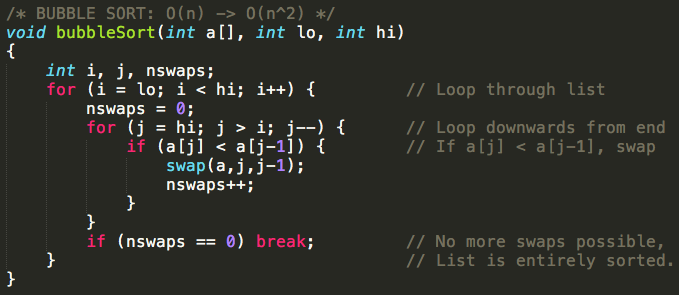 /* BUBBLE SORT: O(n) -> O(n^2) */
void bubbleSort(int a[], int lo, int hi)
{
    int i, j, nswaps;
    for (i = lo; i < hi; i++) {         // Loop through list
        nswaps = 0;
        for (j = hi; j > i; j--) {      // Loop downwards from end
            if (a[j] < a[j-1]) {        // If a[j] < a[j-1], swap
                swap(a,j,j-1);
                nswaps++;
            }
        }
        if (nswaps == 0) break;         // No more swaps possible,
    }                                   // List is entirely sorted.
}